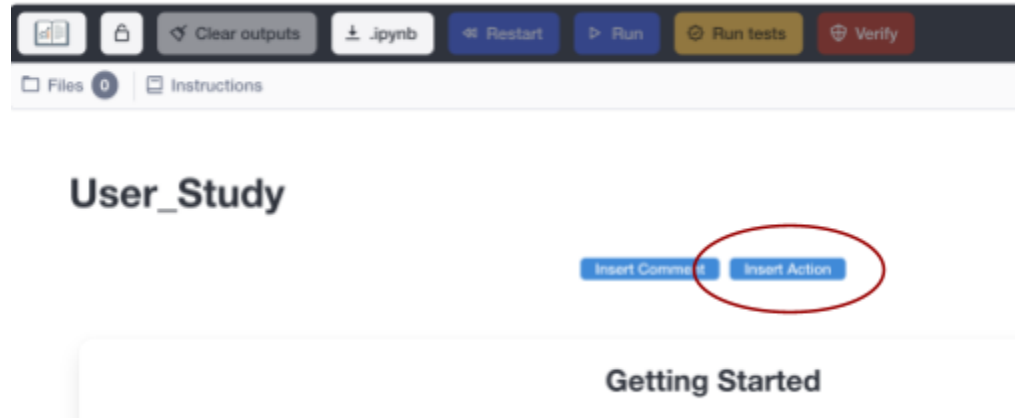 Clear outputs .ipynb Restart Run Run tests Verify
Files 0 Instructions
User_Study
Insert Comment Insert Action
Getting Started